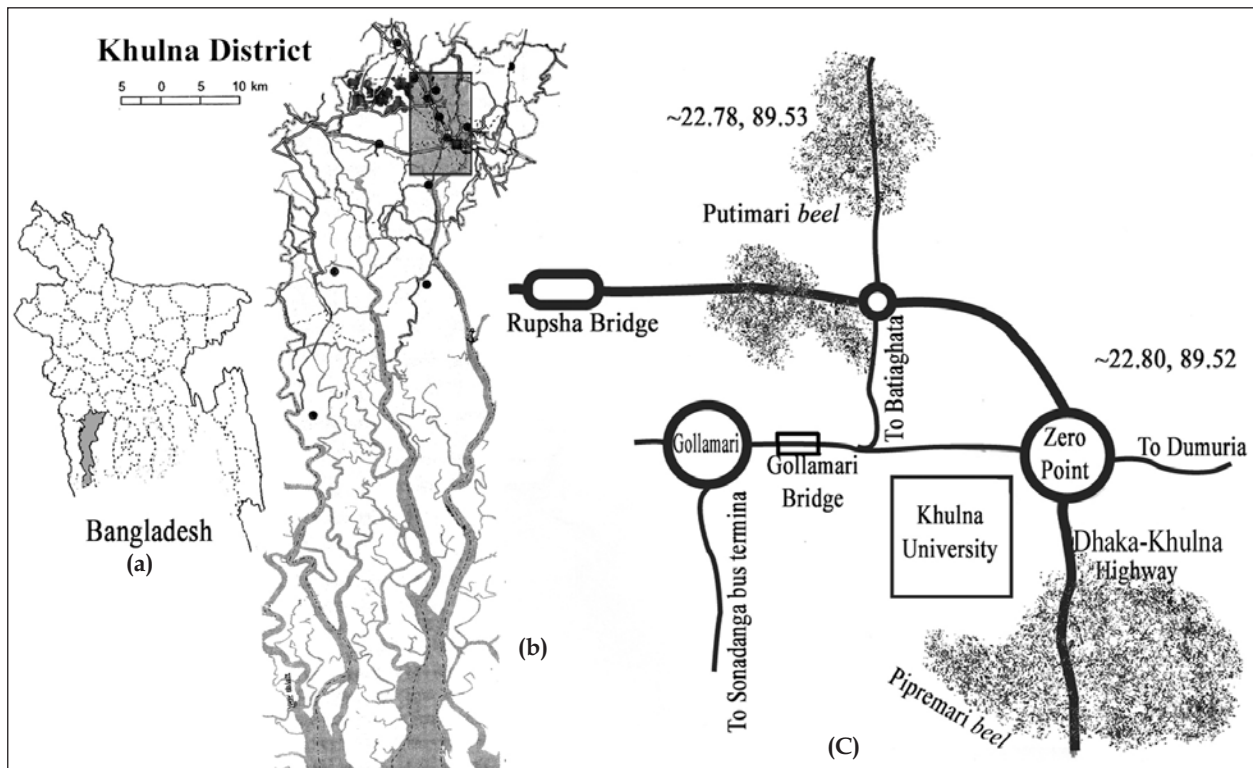 Khulna District
5 0 5 10 km
Bangladesh
(a)
(b)
~22.78, 89.53
Putimari beel
Rupsha Bridge
To Batiaghata
~22.80, 89.52
Gollamari
Gollamari
Bridge
Zero
Point
To Dumuria
To Sonadanga bus termina
Khulna
University
Dhaka-Khulna
Highway
Pipremari beel
(C)